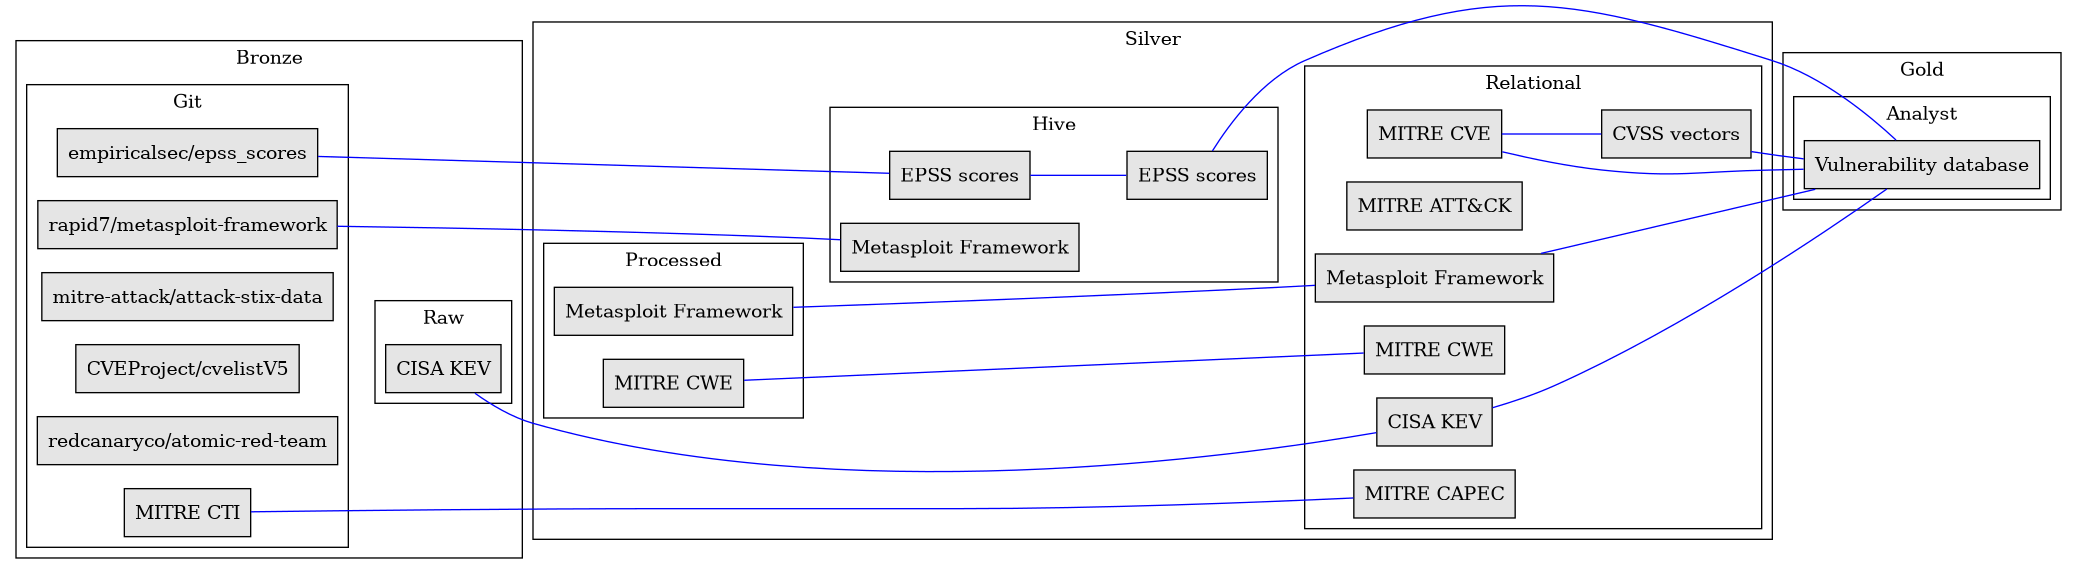 Bronze
Git
empiricalsec/epss_scores
rapid7/metasploit-framework
mitre-attack/attack-stix-data
CVEProject/cvelistV5
redcanaryco/atomic-red-team
MITRE CTI
Raw
CISA KEV
Silver
Processed
Metasploit Framework
MITRE CWE
Hive
EPSS scores
EPSS scores
Metasploit Framework
Relational
MITRE CVE
CVSS vectors
MITRE ATT&CK
Metasploit Framework
MITRE CWE
CISA KEV
MITRE CAPEC
Gold
Analyst
Vulnerability database